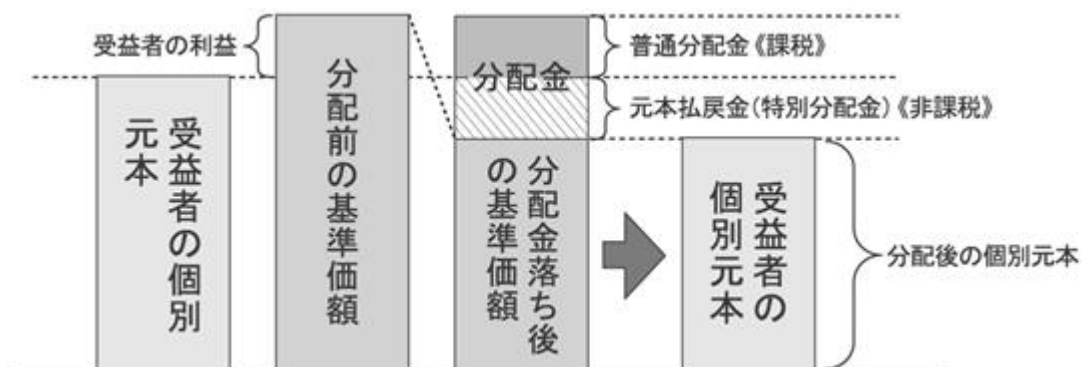 受益者の利益
受益者の個別
元本
分配前の基準価額
分配金
分配金落ち後
の基準価額
普通分配金《課税》
元本払戻金(特別分配金)《非課税》
受益者の
個別元本
分配後の個別元本